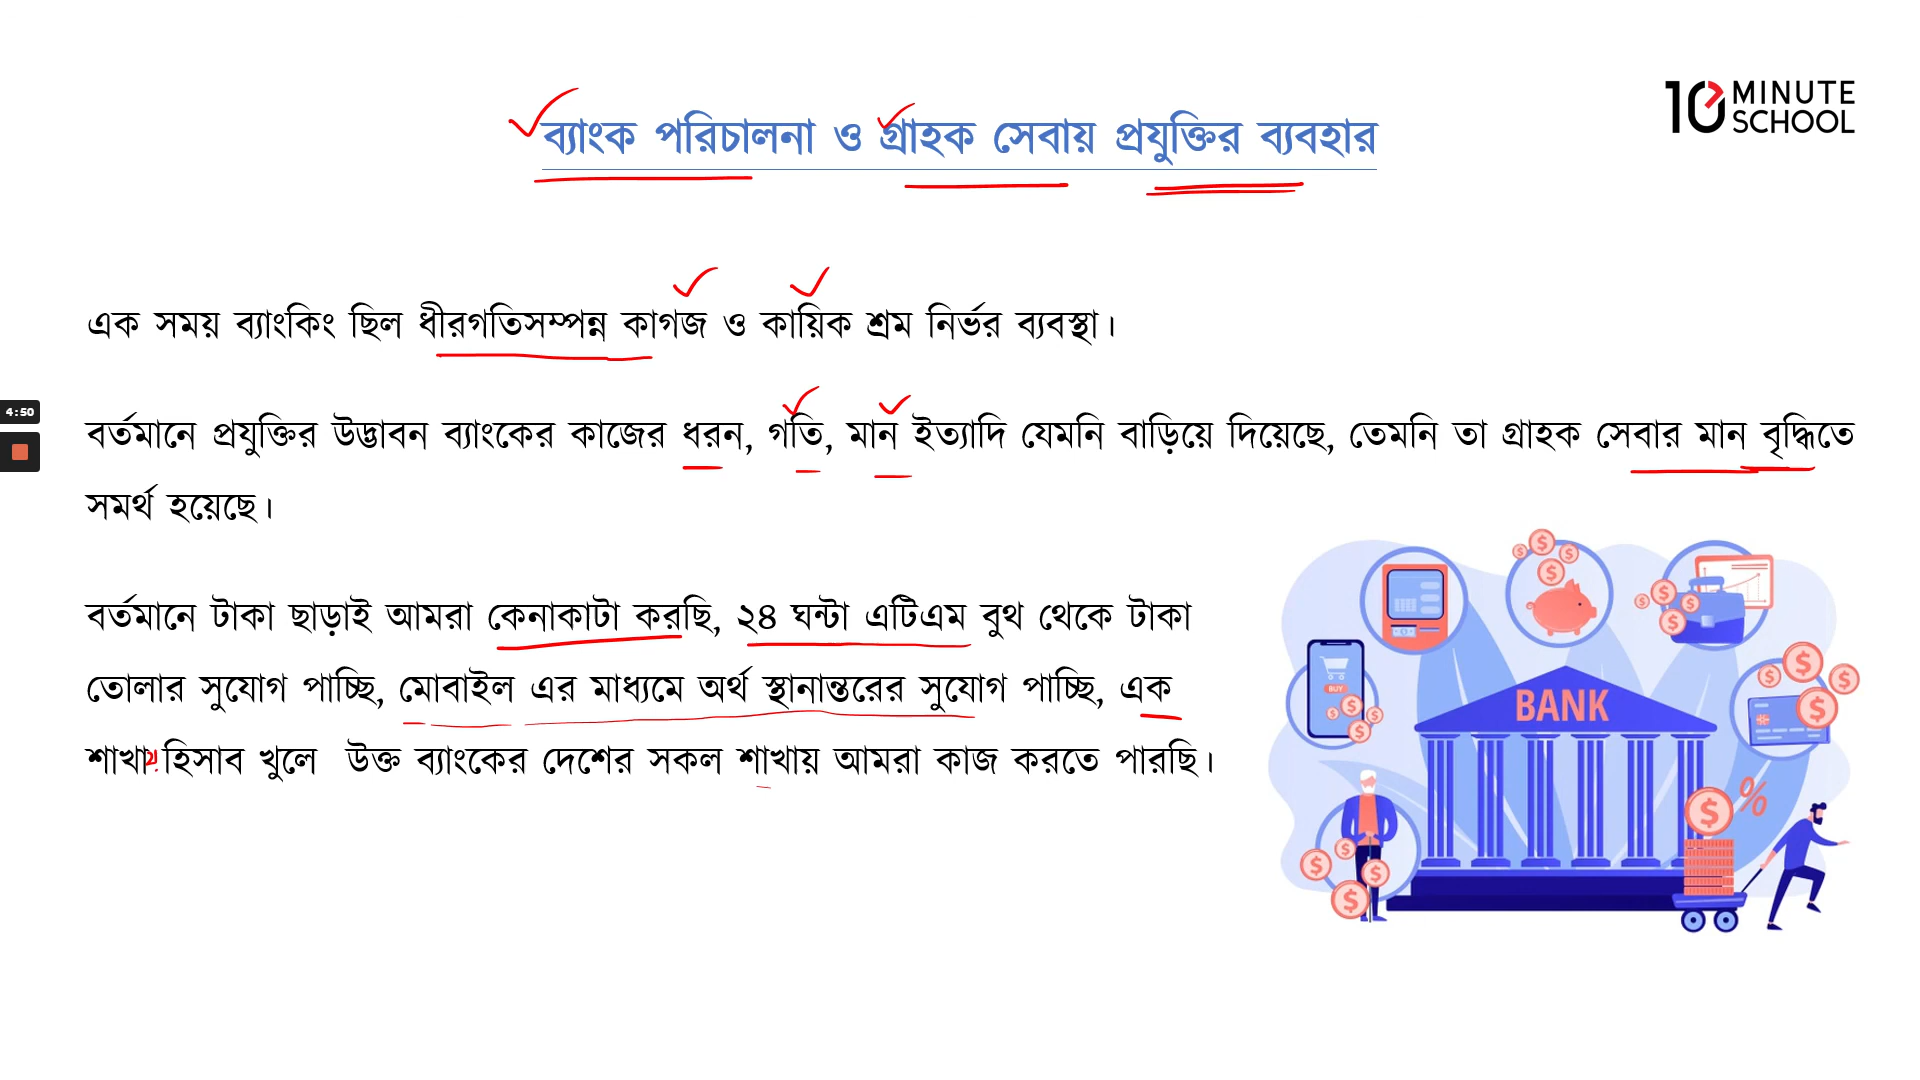 10 MINUTE
SCHOOL
ব্যাংক পরিচালনা ও গ্রাহক সেবায় প্রযুক্তির ব্যবহার
এক সময় ব্যাংকিং ছিল ধীরগতিসম্পন্ন কাগজ ও কায়িক শ্রম নির্ভর ব্যবস্থা।
4:50
বর্তমানে প্রযুক্তির উদ্ভাবন ব্যাংকের কাজের ধরন, গতি, মান ইত্যাদি যেমনি বাড়িয়ে দিয়েছে, তেমনি তা গ্রাহক সেবার মান বৃদ্ধিতে
সমর্থ হয়েছে।
বর্তমানে টাকা ছাড়াই আমরা কেনাকাটা করছি, ২৪ ঘন্টা এটিএম বুথ থেকে টাকা
তোলার সুযোগ পাচ্ছি, মোবাইল এর মাধ্যমে অর্থ স্থানান্তরের সুযোগ পাচ্ছি, এক
শাখায় হিসাব খুলে উক্ত ব্যাংকের দেশের সকল শাখায় আমরা কাজ করতে পারছি।
BUY
BANK
%